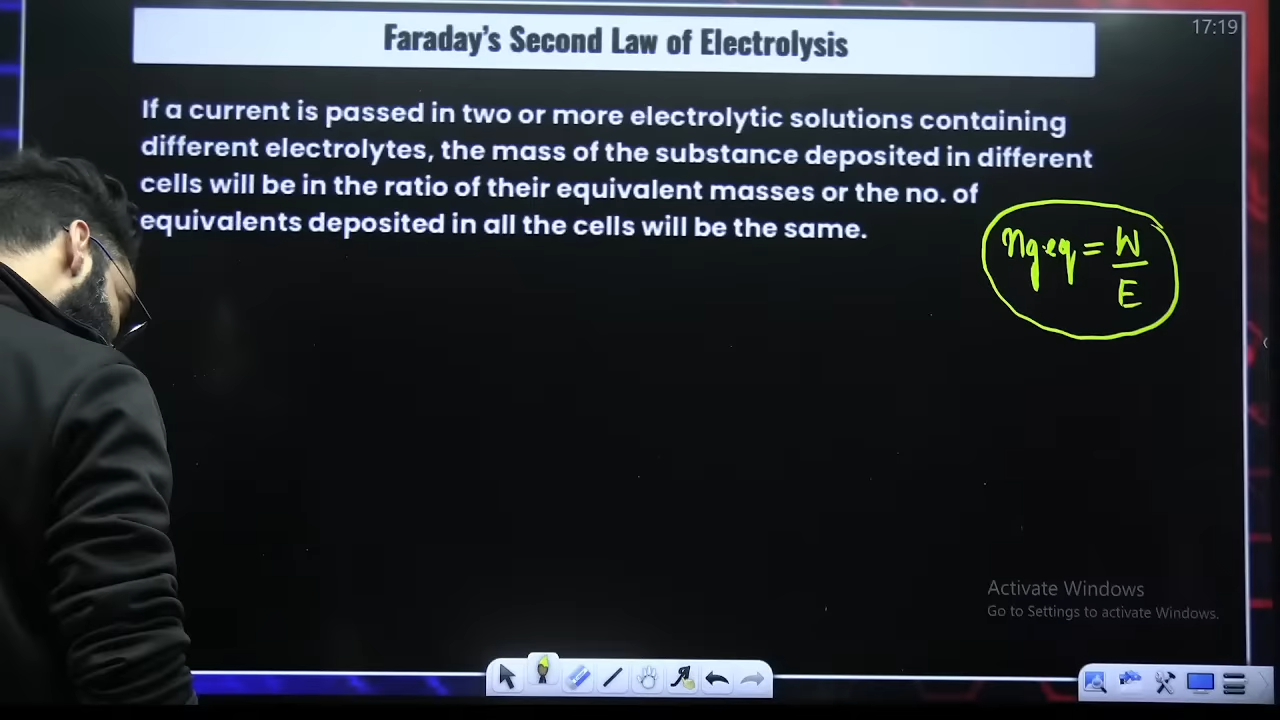 17:19
Faraday's Second Law of Electrolysis
If a current is passed in two or more electrolytic solutions containing
different electrolytes, the mass of the substance deposited in different
cells will be in the ratio of their equivalent masses or the no. of
equivalents deposited in all the cells will be the same.
ng.eq = W
E
Activate Windows
Go to Settings to activate Windows.